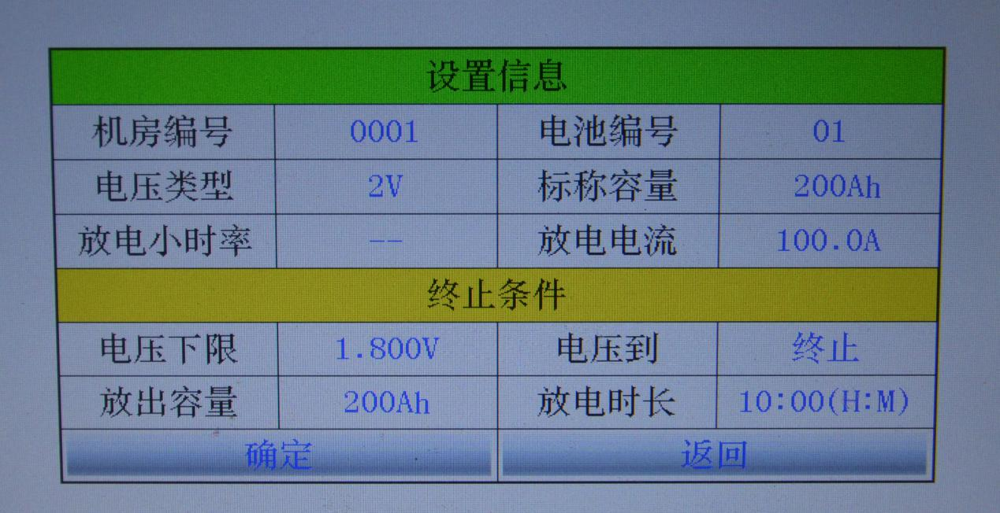 设置信息
机房编号 0001 电池编号 01
电压类型 2V 标称容量 200Ah
放电小时率 -- 放电电流 100.0A
终止条件
电压下限 1.800V 电压到 终止
放出容量 200Ah 放电时长 10:00(H:M)
确定 返回